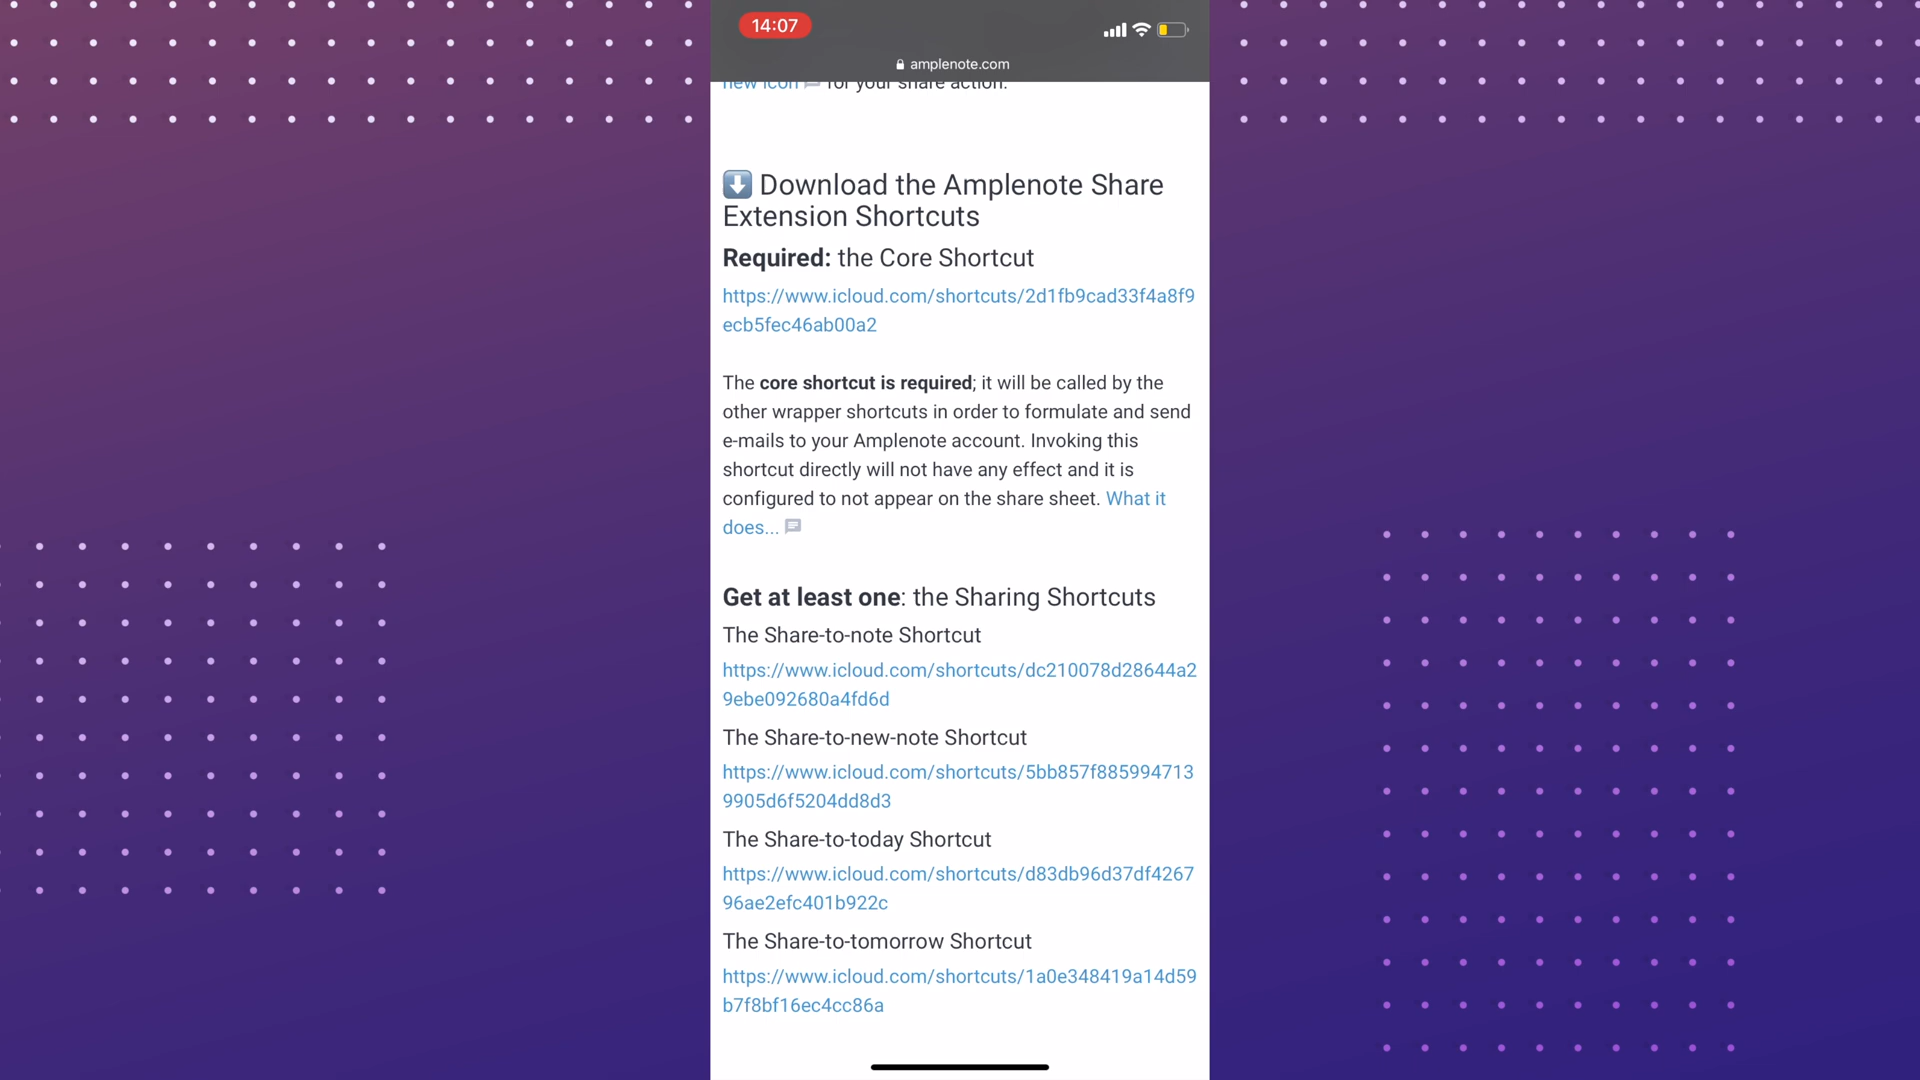 14:07
amplenote.com
new icon for your share action.
Download the Amplenote Share
Extension Shortcuts
Required: the Core Shortcut
https://www.icloud.com/shortcuts/2d1fb9cad33f4a8f9
ecb5fec46ab00a2
The core shortcut is required; it will be called by the
other wrapper shortcuts in order to formulate and send
e-mails to your Amplenote account. Invoking this
shortcut directly will not have any effect and it is
configured to not appear on the share sheet. What it
does...
Get at least one: the Sharing Shortcuts
The Share-to-note Shortcut
https://www.icloud.com/shortcuts/dc210078d28644a2
9ebe092680a4fd6d
The Share-to-new-note Shortcut
https://www.icloud.com/shortcuts/5bb857f885994713
9905d6f5204dd8d3
The Share-to-today Shortcut
https://www.icloud.com/shortcuts/d83db96d37df4267
96ae2efc401b922c
The Share-to-tomorrow Shortcut
https://www.icloud.com/shortcuts/1a0e348419a14d59
b7f8bf16ec4cc86a